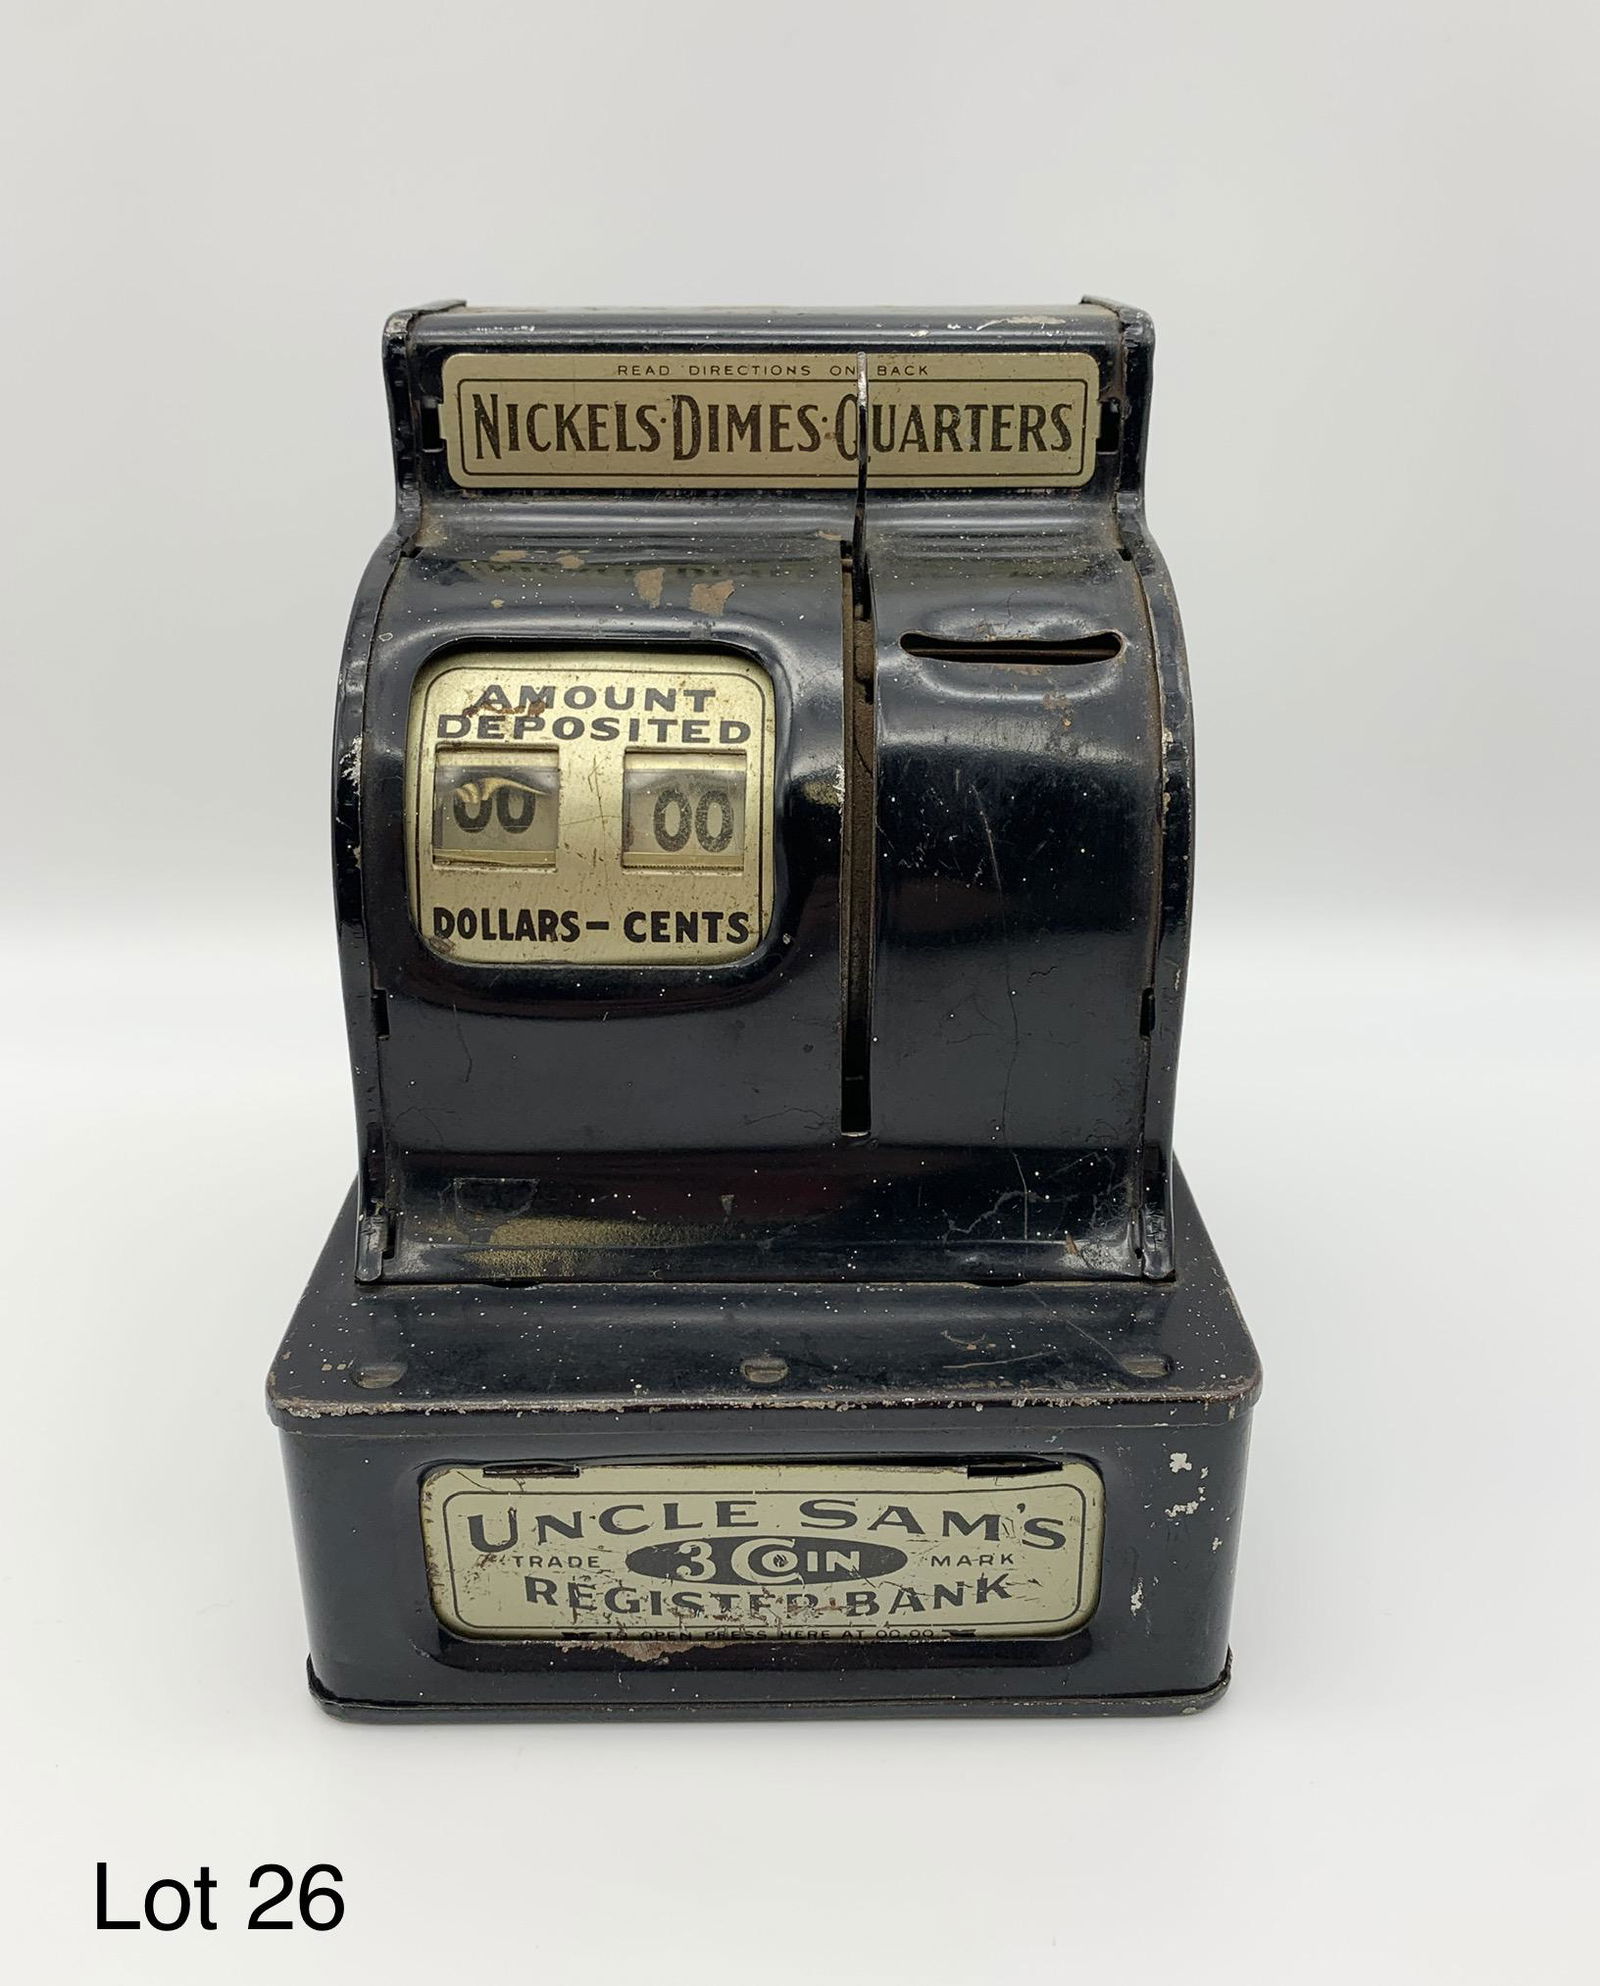 READ DIRECTIONS ON BACK
NICKELS·DIMES·QUARTERS
AMOUNT
DEPOSITED
00 00
DOLLARS–CENTS
UNCLE SAM'S
TRADE 3 COIN MARK
REGISTER BANK
TO OPEN PRESS HERE AT 00.00
Lot 26